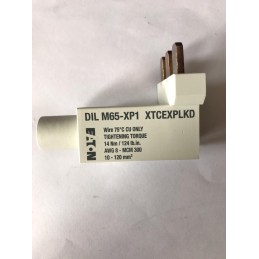 DIL M65-XP1 XTCEXPLKD
EATON
Wire 75°C CU ONLY
TIGHTENING TORQUE
14 Nm / 124 lb.in.
AWG 8 - MCM 300
10 - 120 mm²